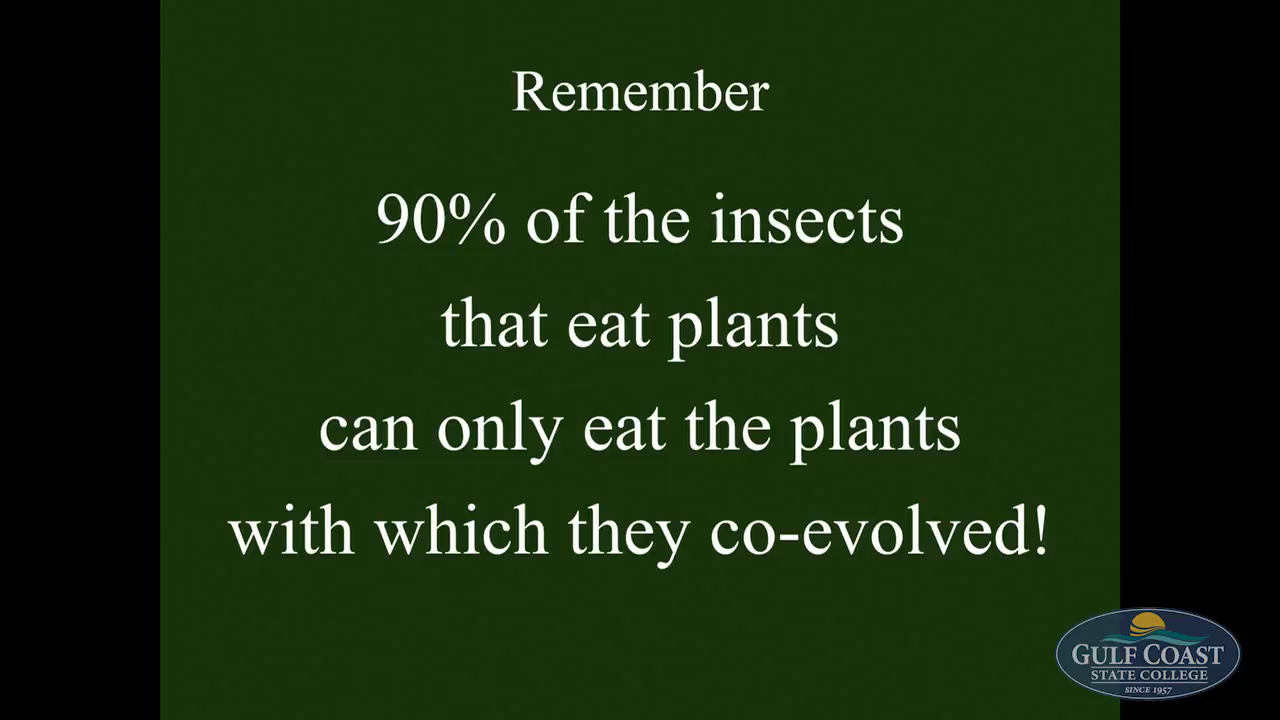 Remember
90% of the insects
that eat plants
can only eat the plants
with which they co-evolved!
GULF COAST
STATE COLLEGE
SINCE 1957